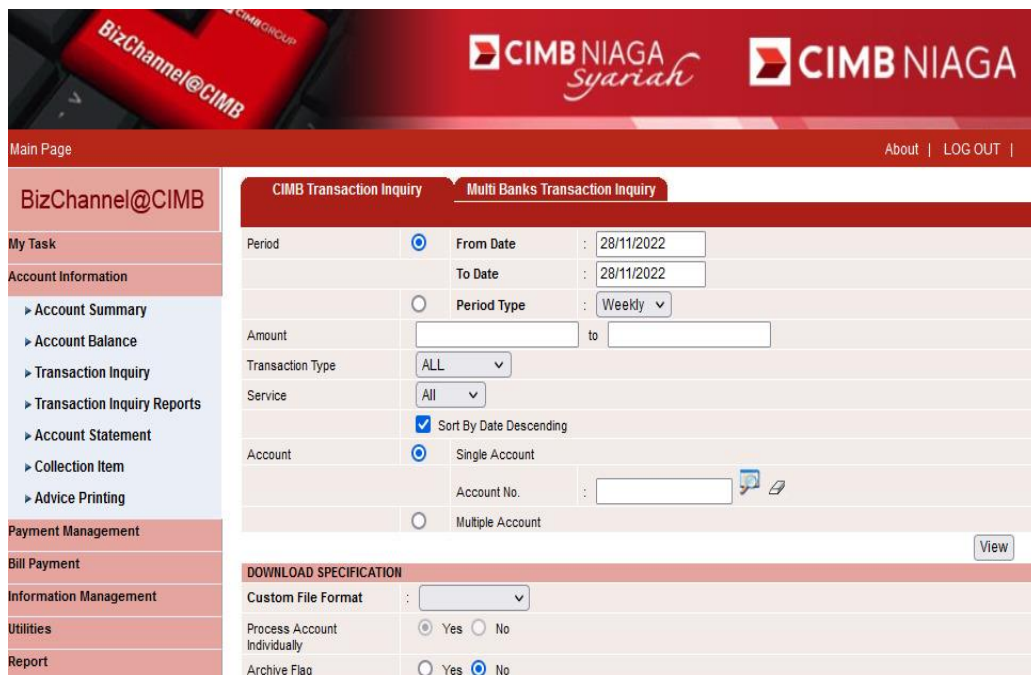 BizChannel@CIMB
CIMBGROUP
CIMB NIAGA
Syariah
CIMB NIAGA
Main Page
About | LOG OUT |
BizChannel@CIMB
My Task
Account Information
Account Summary
Account Balance
Transaction Inquiry
Transaction Inquiry Reports
Account Statement
Collection Item
Advice Printing
Payment Management
Bill Payment
Information Management
Utilities
Report
CIMB Transaction Inquiry
Multi Banks Transaction Inquiry
Period From Date : 28/11/2022
To Date : 28/11/2022
Period Type : Weekly
Amount to
Transaction Type ALL
Service All
Sort By Date Descending
Account Single Account
Account No. :
Multiple Account
View
DOWNLOAD SPECIFICATION
Custom File Format :
Process Account Yes No
Individually
Archive Flag Yes No